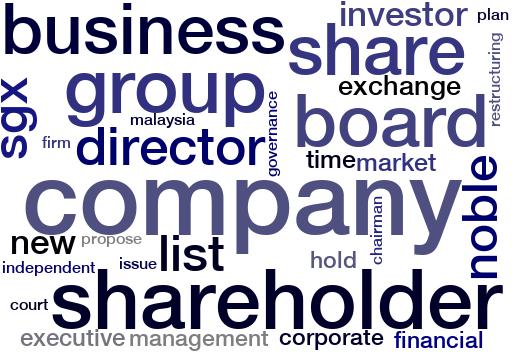 business
investor
plan
share
restructuring
group
exchange
sgx
malaysia
governance
board
firm
director
time
market
company
noble
chairman
new
propose
list
hold
independent
issue
court
shareholder
executive
management
corporate
financial